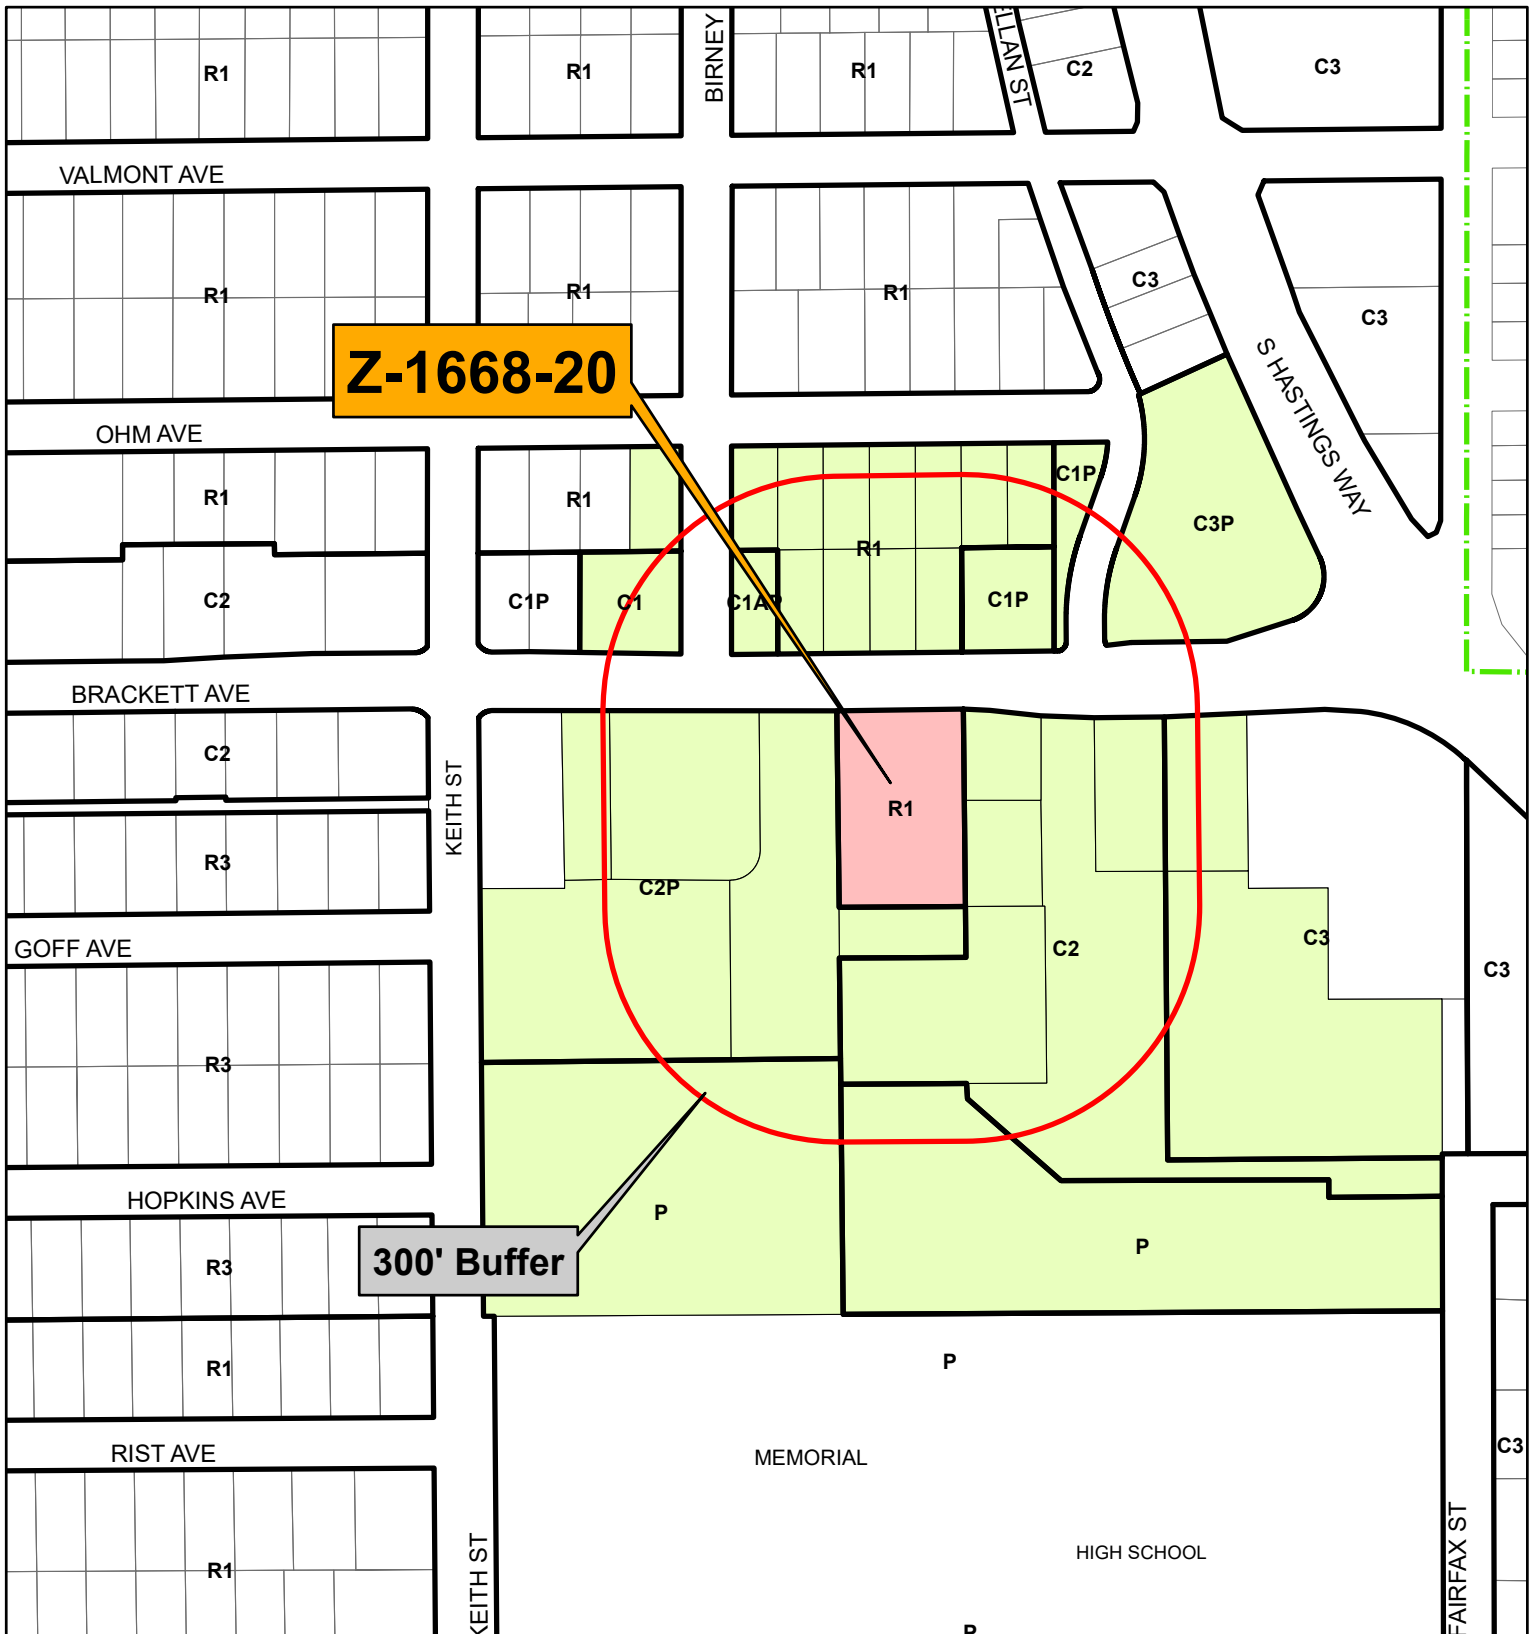 R1
R1
BIRNEY
R1
C2
C3
VALMONT AVE
R1
R1
R1
C3
C3
Z-1668-20
S HASTINGS WAY
OHM AVE
R1
R1
C1P
C3P
R1
C2
C1P
C1
C1P
BRACKETT AVE
C2
KEITH ST
R1
R3
C2P
GOFF AVE
C2
C3
C3
R3
HOPKINS AVE
P
P
300' Buffer
R3
P
R1
C3
RIST AVE
MEMORIAL
HIGH SCHOOL
R1
KEITH ST
FAIRFAX ST
P